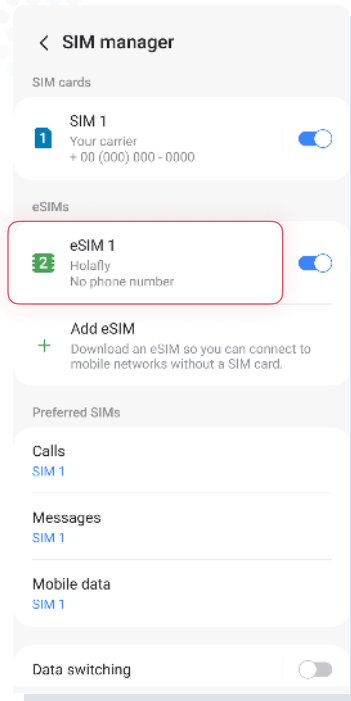 SIM manager
SIM cards
1
SIM 1
Your carrier
+ 00 (000) 000 - 0000
eSIMs
2
eSIM 1
Holafly
No phone number
Add eSIM
Download an eSIM so you can connect to
mobile networks without a SIM card.
Preferred SIMs
Calls
SIM 1
Messages
SIM 1
Mobile data
SIM 1
Data switching